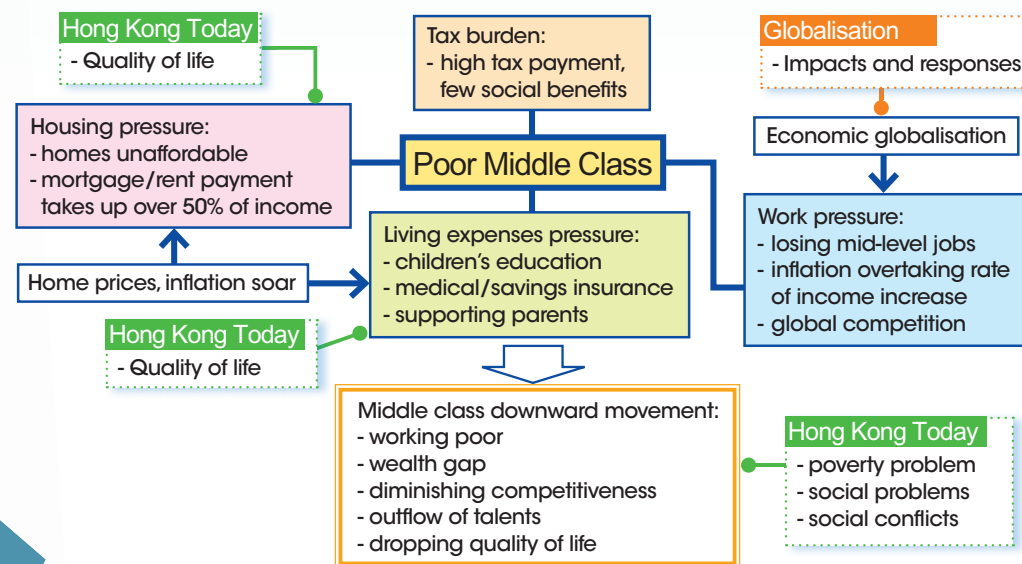 Hong Kong Today
- Quality of life
Tax burden:
- high tax payment,
few social benefits
Globalisation
- Impacts and responses
Housing pressure:
- homes unaffordable
- mortgage/rent payment
takes up over 50% of income
Poor Middle Class
Economic globalisation
Home prices, inflation soar
Living expenses pressure:
- children's education
- medical/savings insurance
- supporting parents
Work pressure:
- losing mid-level jobs
- inflation overtaking rate
of income increase
- global competition
Hong Kong Today
- Quality of life
Middle class downward movement:
- working poor
- wealth gap
- diminishing competitiveness
- outflow of talents
- dropping quality of life
Hong Kong Today
- poverty problem
- social problems
- social conflicts